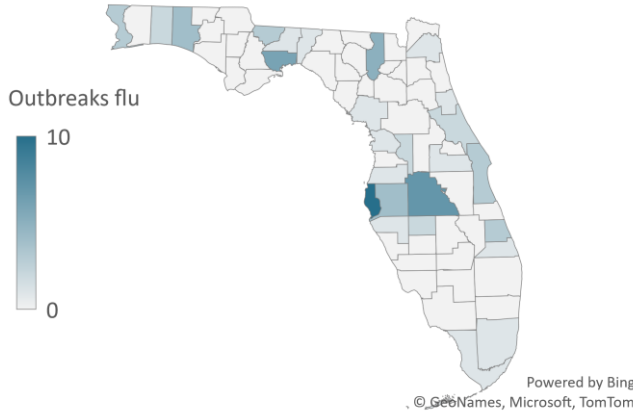 Outbreaks flu
10
0
Powered by Bing
© GeoNames, Microsoft, TomTom